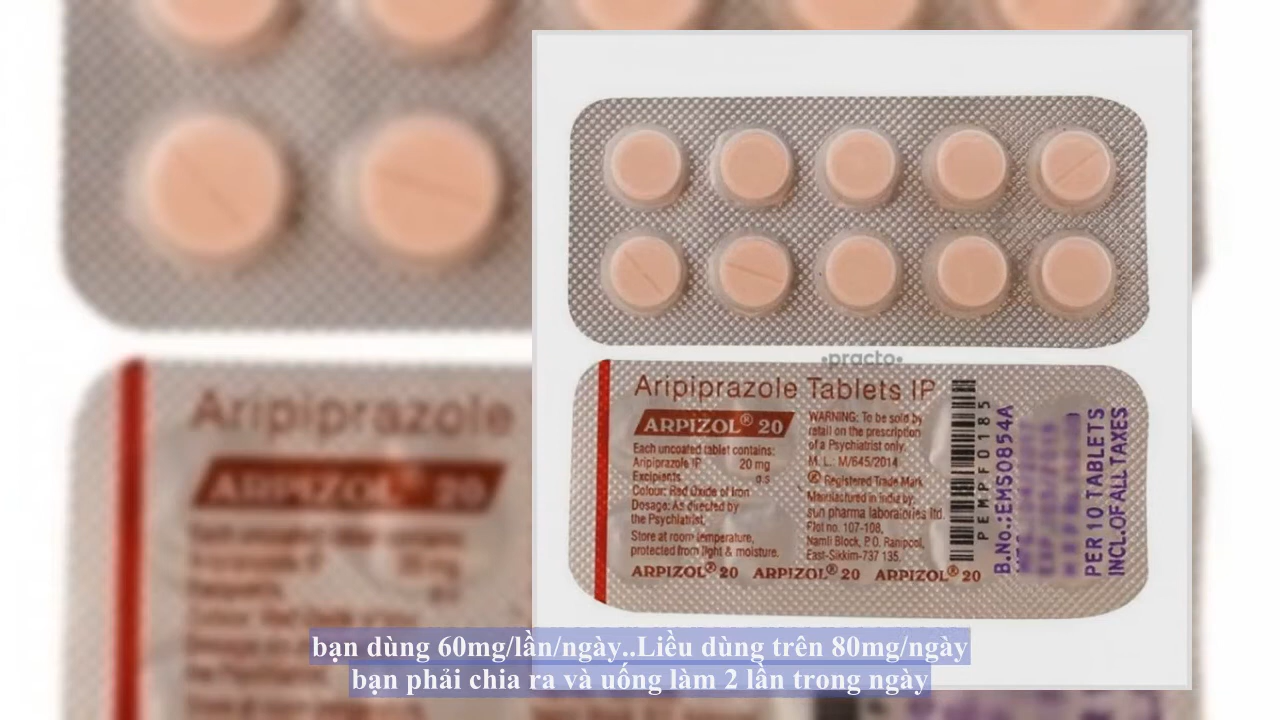 practo
Aripiprazole Tablets IP
ARPIZOL® 20
Each uncoated tablet contains:
Aripiprazole IP 20 mg
Excipients q.s
Colour: Red Oxide of Iron
Dosage: As directed by
the Psychiatrist.
Store at room temperature,
protected from light & moisture.
WARNING: To be sold by
retail on the prescription
of a Psychiatrist only.
M. L.: M/645/2014
® Registered Trade Mark
Manufactured in India by:
sun pharma laboratories ltd.
Plot no. 107-108,
Namli Block, P.O. Ranipool,
East-Sikkim-737 135.
ARPIZOL® 20 ARPIZOL® 20 ARPIZOL® 20
PEMPF0185
B.No.:EMS0854A
PER 10 TABLETS
INCL.OF ALL TAXES
Aripiprazole
ARPIZOL® 20
bạn dùng 60mg/lần/ngày..Liều dùng trên 80mg/ngày
bạn phải chia ra và uống làm 2 lần trong ngày